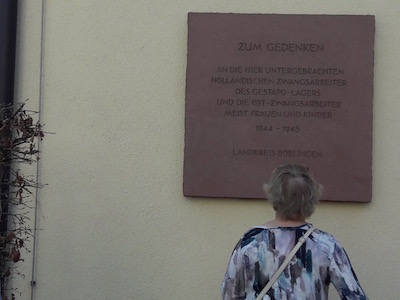 ZUM GEDENKEN
AN DIE HIER UNTERGEBRACHTEN
HOLLÄNDISCHEN ZWANGSARBEITER
DES GESTAPO-LAGERS
UND DIE OST-ZWANGSARBEITER
MEIST FRAUEN UND KINDER
1944 - 1945
LANDKREIS BÖBLINGEN